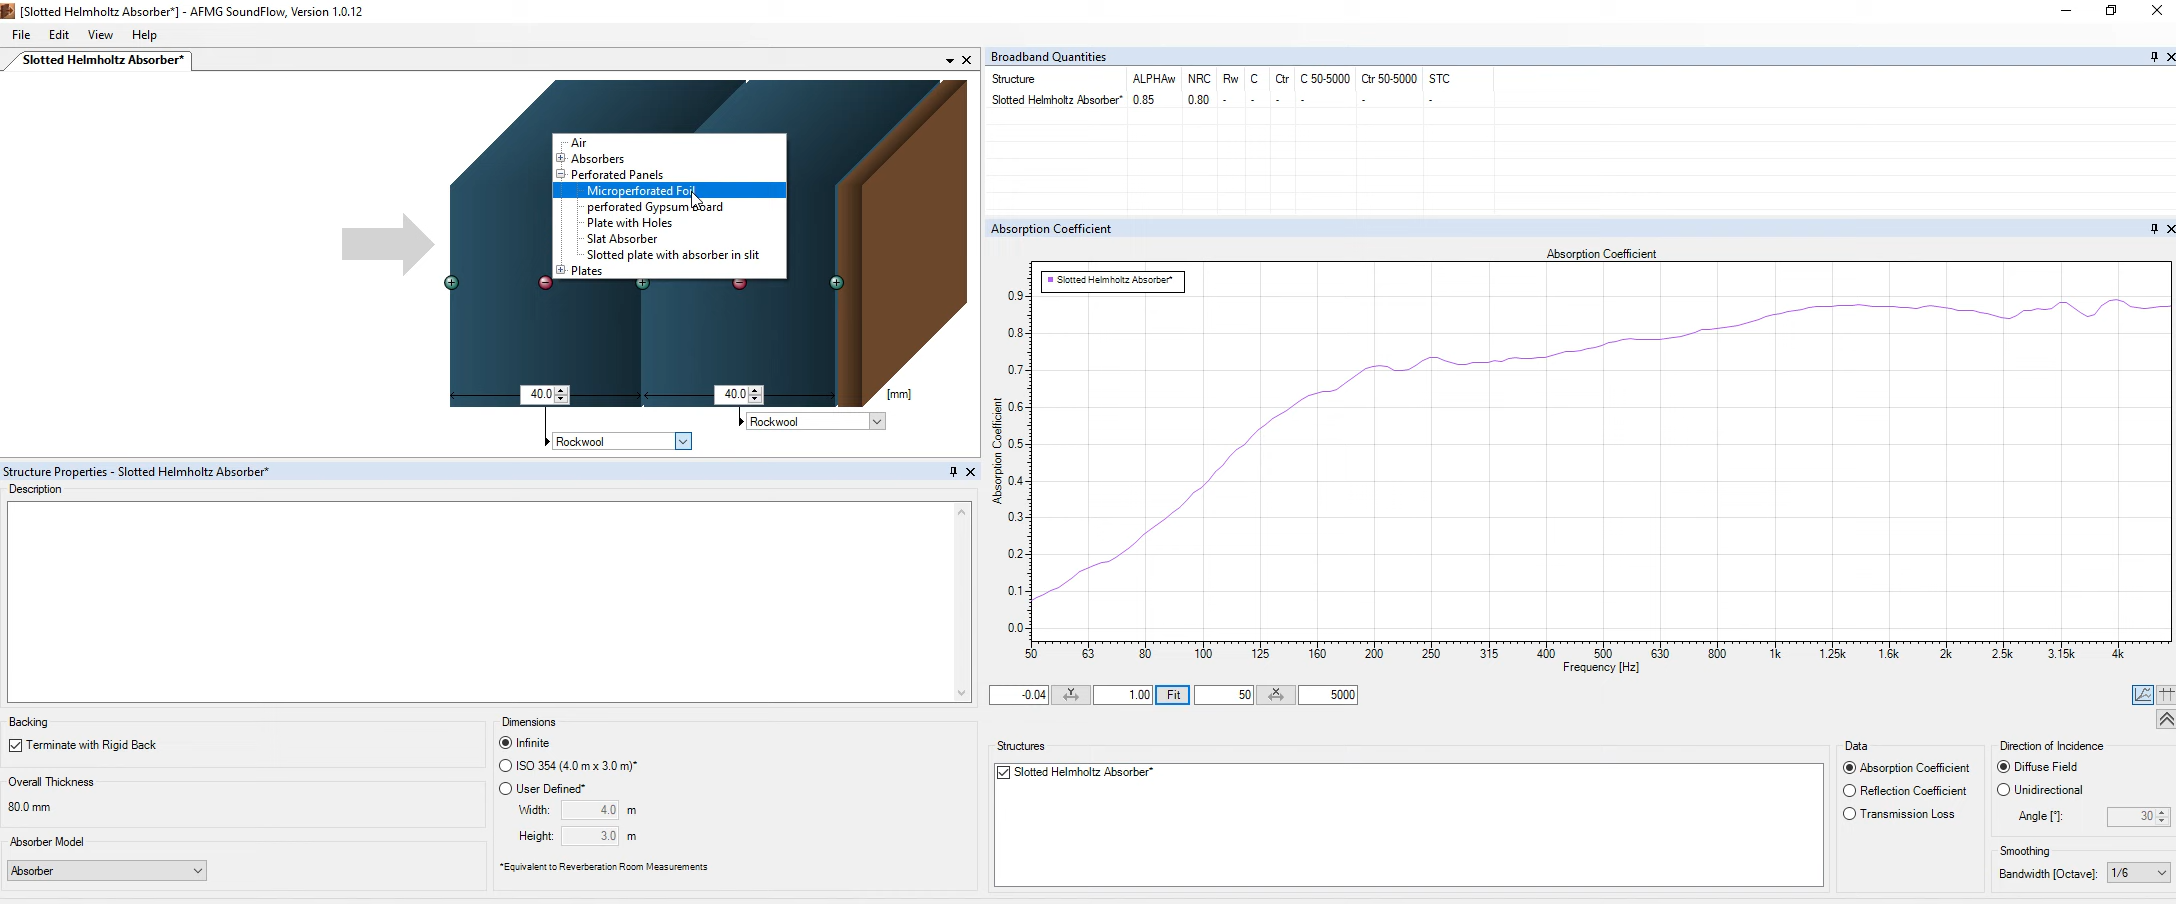 [Slotted Helmholtz Absorber*] - AFMG SoundFlow, Version 1.0.12
File Edit View Help
Slotted Helmholtz Absorber*
Air
Absorbers
Perforated Panels
Microperforated Foil
perforated Gypsum board
Plate with Holes
Slat Absorber
Slotted plate with absorber in slit
Plates
40.0 40.0 [mm]
Rockwool
Rockwool
Structure Properties - Slotted Helmholtz Absorber*
Description
Backing
Terminate with Rigid Back
Overall Thickness
80.0 mm
Absorber Model
Absorber
Dimensions
Infinite
ISO 354 (4.0 m x 3.0 m)*
User Defined*
Width: 4.0 m
Height: 3.0 m
*Equivalent to Reverberation Room Measurements
Broadband Quantities
Structure ALPHAw NRC Rw C Ctr C 50-5000 Ctr 50-5000 STC
Slotted Helmholtz Absorber* 0.85 0.80 - - - - - -
Absorption Coefficient
Absorption Coefficient
Slotted Helmholtz Absorber*
Absorption Coefficient
0.9
0.8
0.7
0.6
0.5
0.4
0.3
0.2
0.1
0.0
50 63 80 100 125 160 200 250 315 400 500 630 800 1k 1.25k 1.6k 2k 2.5k 3.15k 4k
Frequency [Hz]
-0.04 Y 1.00 Fit 50 X 5000
Structures
Slotted Helmholtz Absorber*
Data
Absorption Coefficient
Reflection Coefficient
Transmission Loss
Direction of Incidence
Diffuse Field
Unidirectional
Angle [°]: 30
Smoothing
Bandwidth [Octave]: 1/6